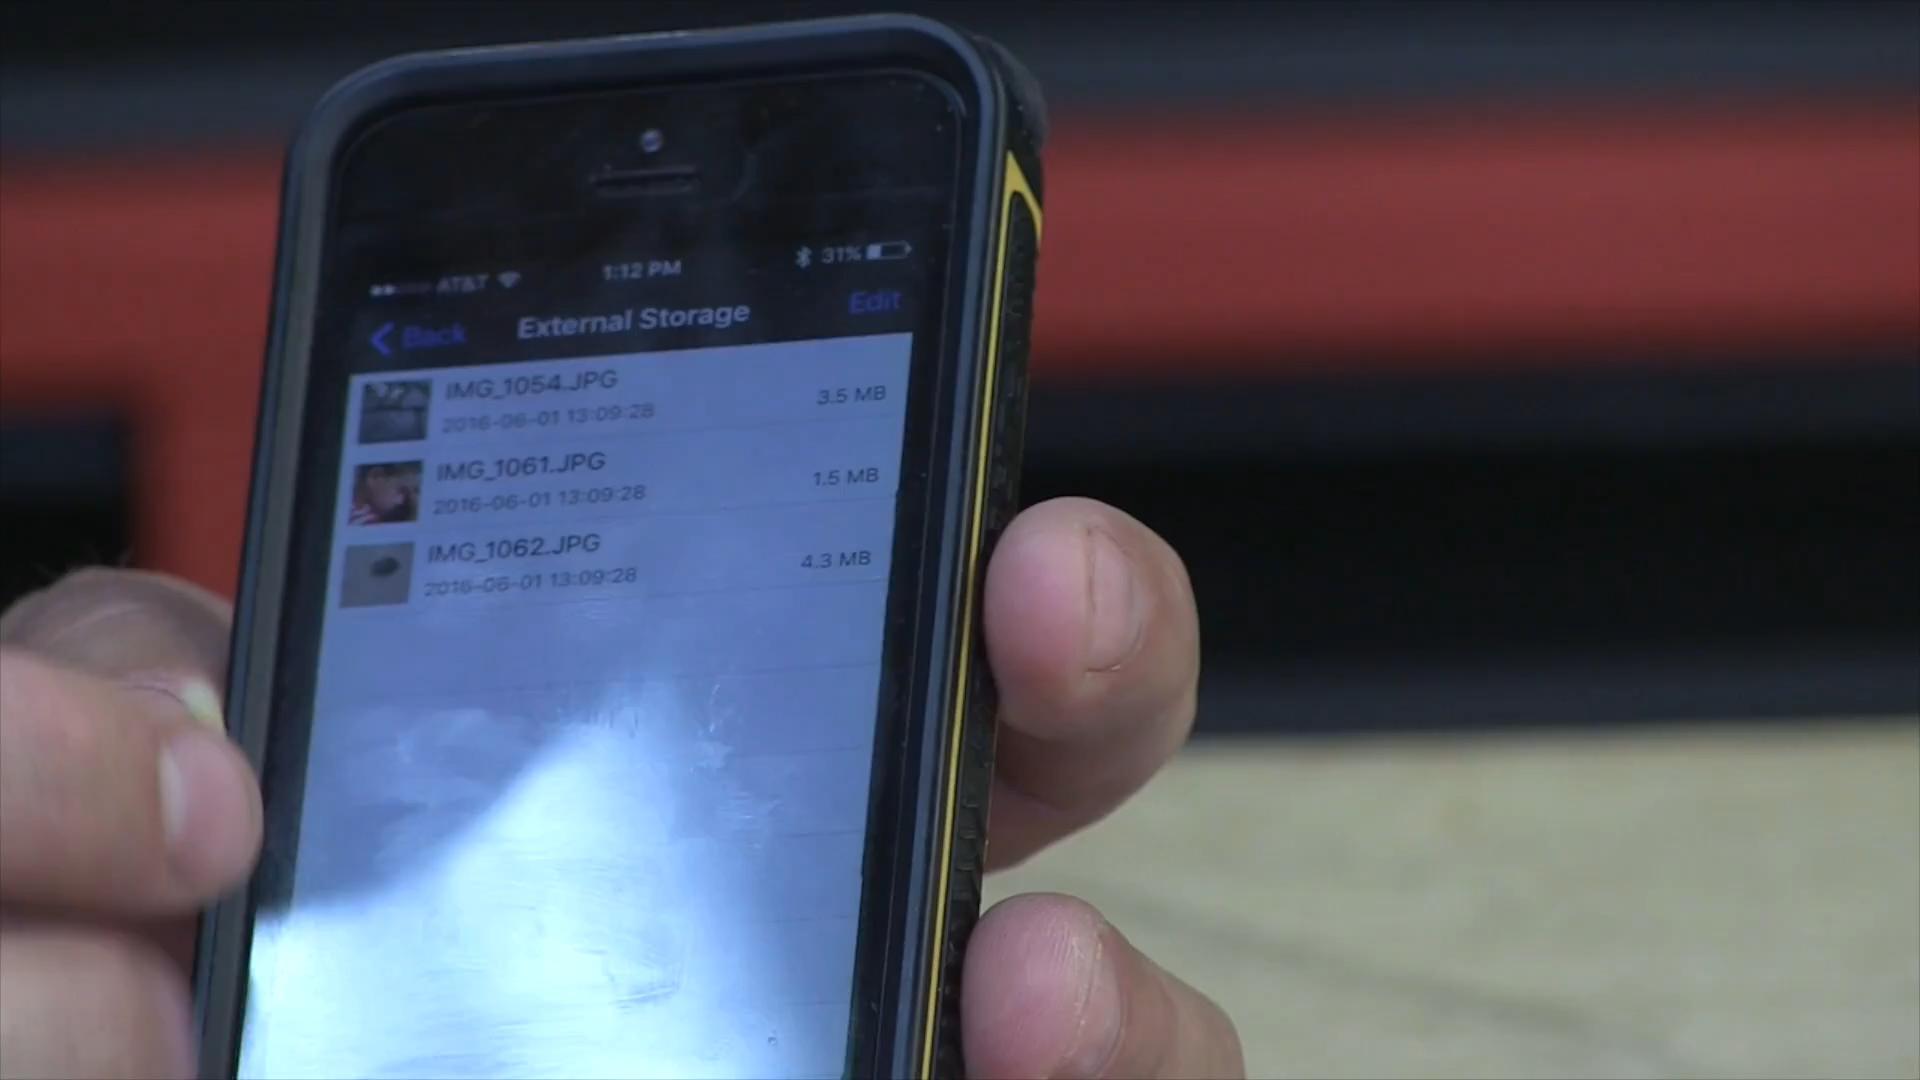 AT&T 1:12 PM 31%
Back External Storage Edit
IMG_1054.JPG
2016-06-01 13:09:28 3.5 MB
IMG_1061.JPG
2016-06-01 13:09:28 1.5 MB
IMG_1062.JPG
2016-06-01 13:09:28 4.3 MB